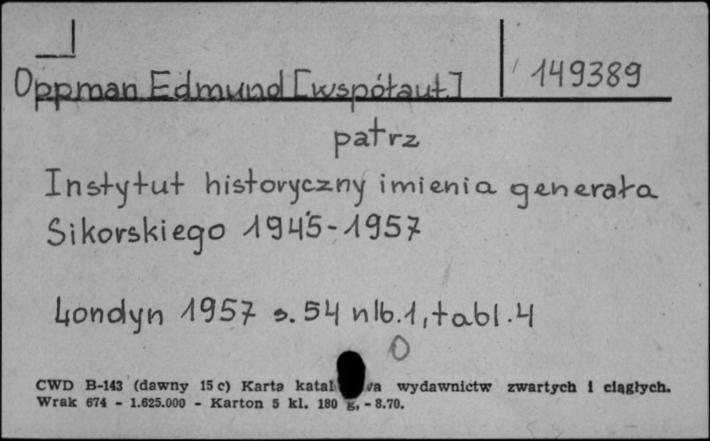 149389
Oppman Edmund [współaut.]
patrz
Instytut historyczny imienia generała
Sikorskiego 1945-1957
Londyn 1957 s. 54 nlb. 1, tabl. 4
CWD B-143 (dawny 15 c) Karta wydawnictw zwartych i ciągłych.
Wrak 674 - 1.625.000 - Karton 5 kl. 180 g, - 8.70.